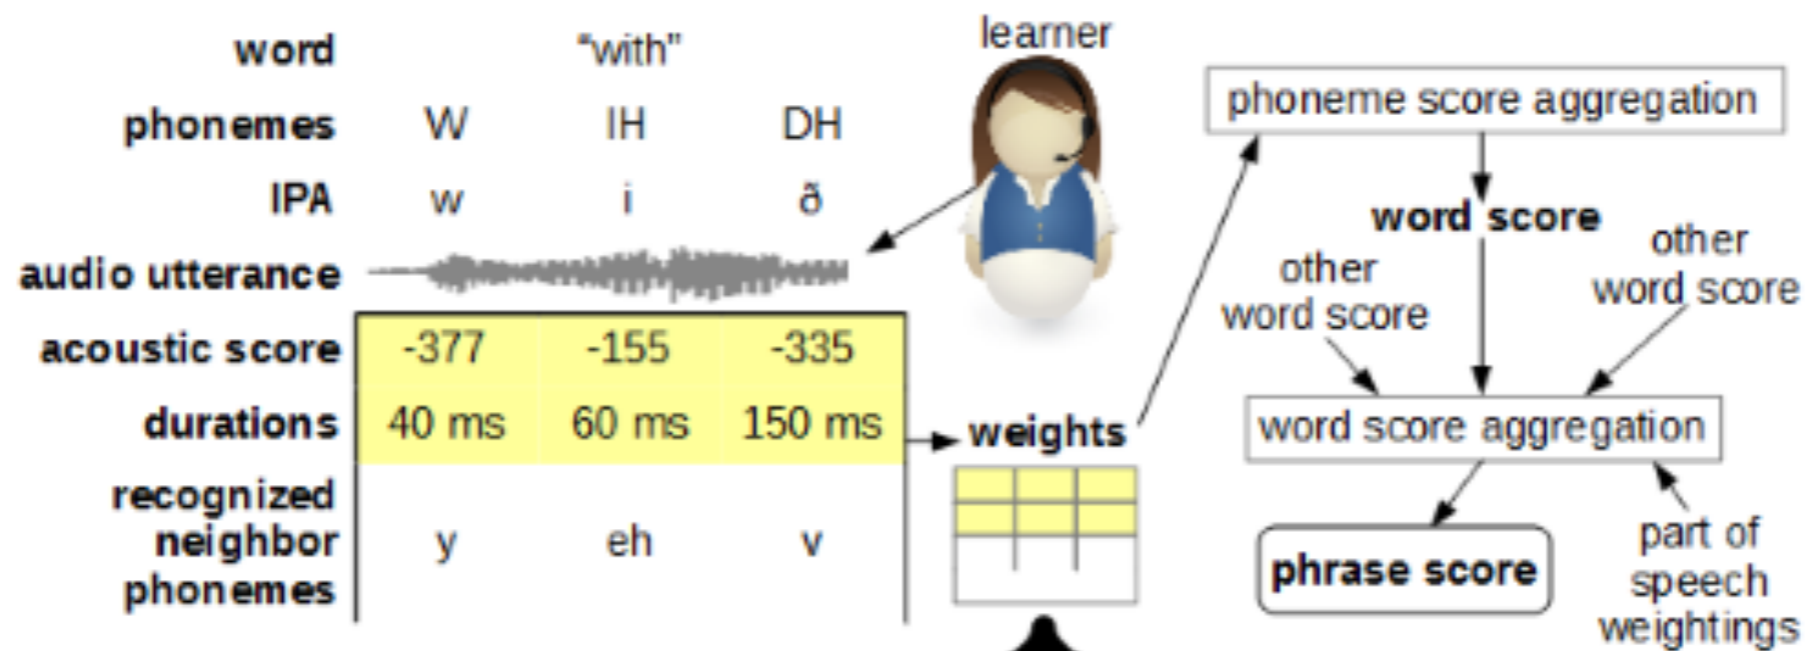 word "with"
phonemes W IH DH
IPA w i ð
audio utterance
acoustic score -377 -155 -335
durations 40 ms 60 ms 150 ms
recognized
neighbor y eh v
phonemes
learner
weights
phoneme score aggregation
word score
other
word score
other
word score
word score aggregation
phrase score
part of
speech
weightings